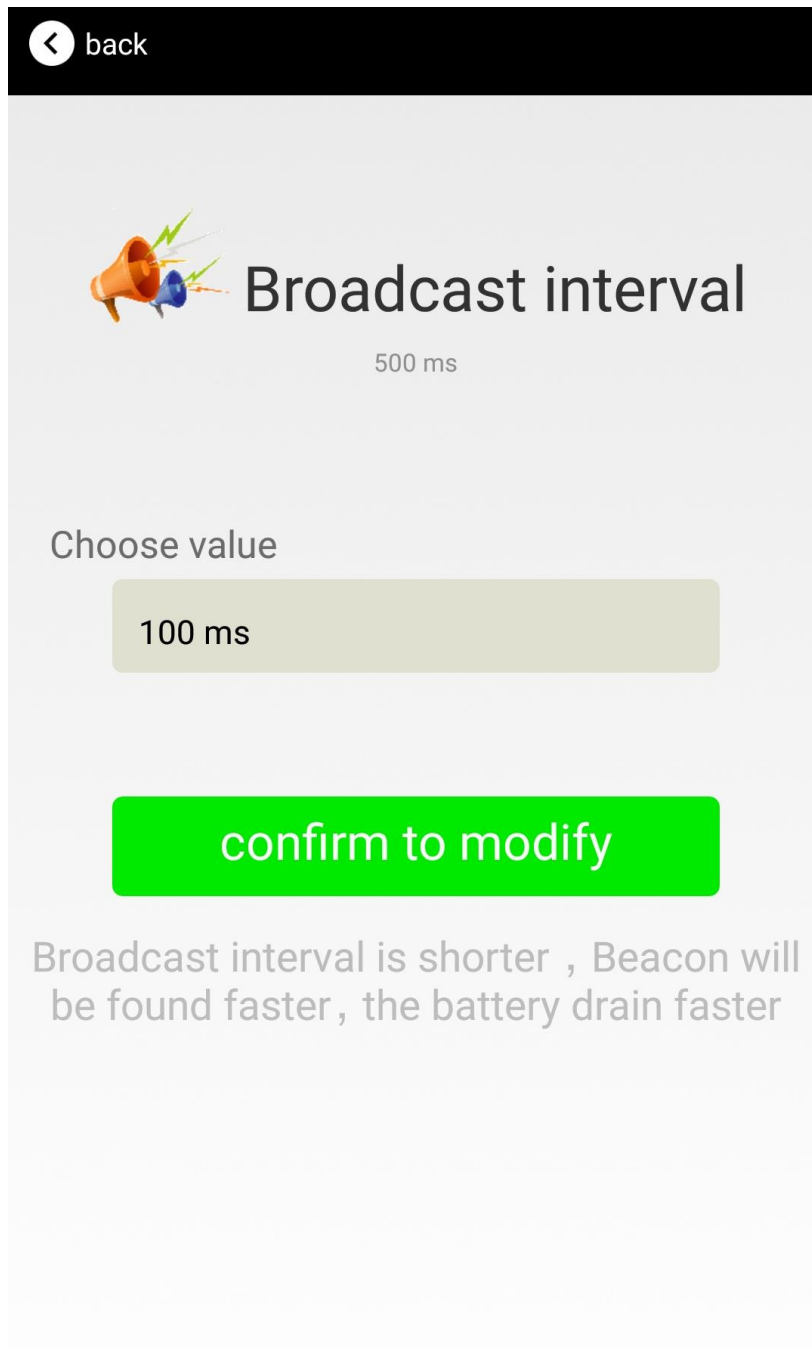 back
Broadcast interval
500 ms
Choose value
100 ms
confirm to modify
Broadcast interval is shorter，Beacon will
be found faster，the battery drain faster